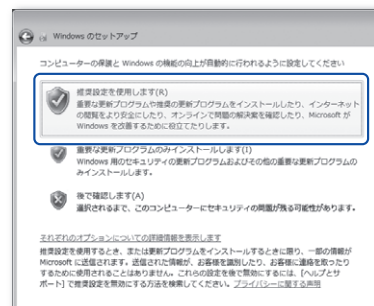 Windows のセットアップ
コンピューターの保護と Windows の機能の向上が自動的に行われるように設定してください
推奨設定を使用します(R)
重要な更新プログラムや推奨の更新プログラムをインストールしたり、インターネット
の閲覧をより安全にしたり、オンラインで問題の解決策を確認したり、Microsoft が
Windows を改善するために役立てたりします。
重要な更新プログラムのみインストールします(I)
Windows 用のセキュリティの更新プログラムおよびその他の重要な更新プログラムの
みインストールします。
後で確認します(A)
選択されるまで、このコンピューターにセキュリティの問題が残る可能性があります。
それぞれのオプションについての詳細情報を表示します
推奨設定を使用するとき、または更新プログラムをインストールするときに限り、一部の情報が
Microsoft に送信されます。送信された情報が、お客様を識別したり、お客様に連絡を取ったり
するために使用されることはありません。これらの設定を後で無効にするには、[ヘルプとサ
ポート] で推奨設定を無効にする方法を検索してください。プライバシーに関する声明